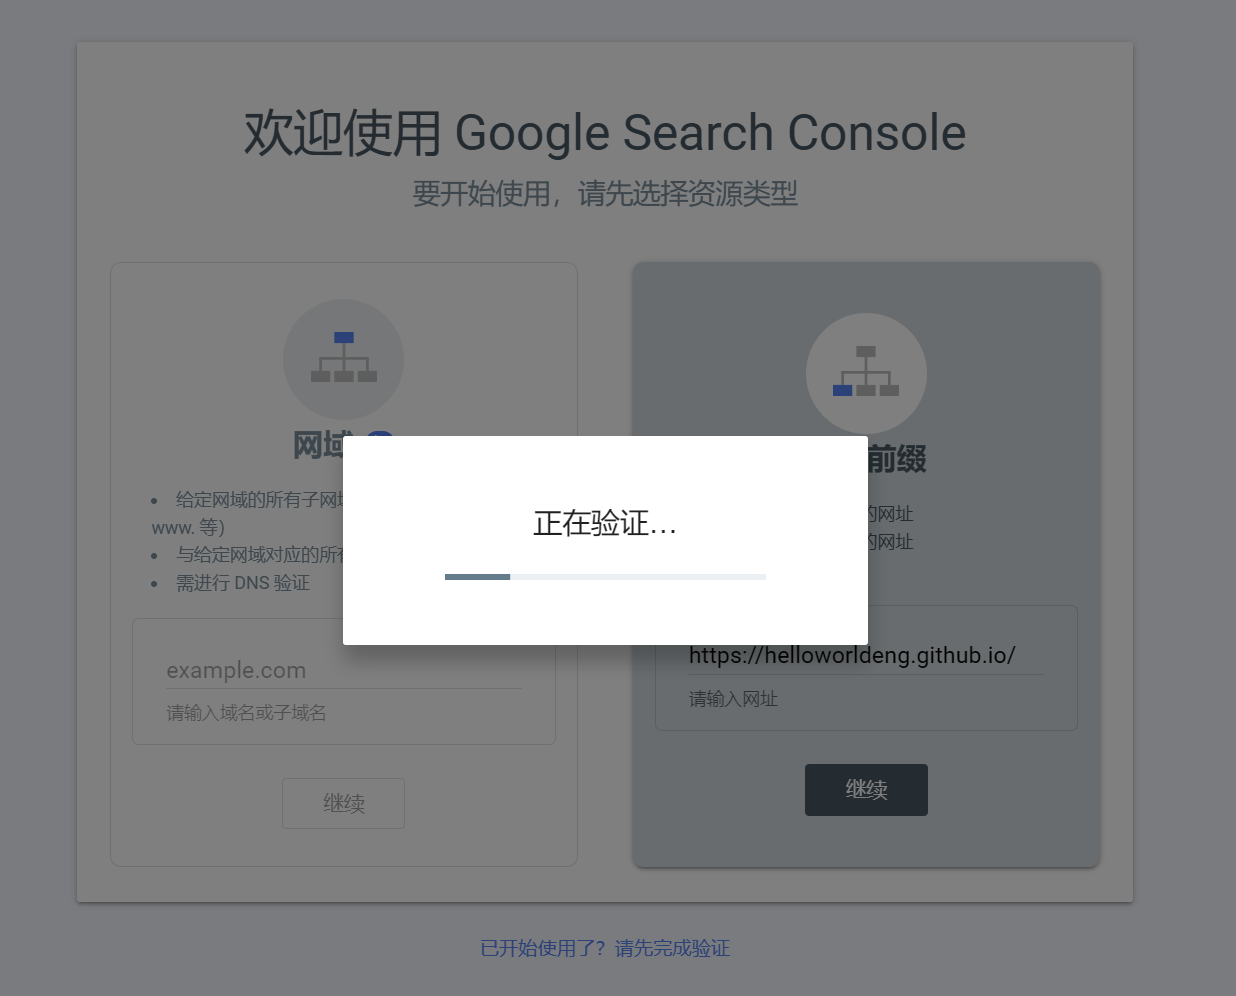 欢迎使用 Google Search Console
要开始使用，请先选择资源类型
网域
给定网域的所有子网
www. 等)
与给定网域对应的所
需进行 DNS 验证
example.com
请输入域名或子域名
继续
前缀
的网址
的网址
https://helloworldeng.github.io/
请输入网址
继续
正在验证…
已开始使用了？请先完成验证